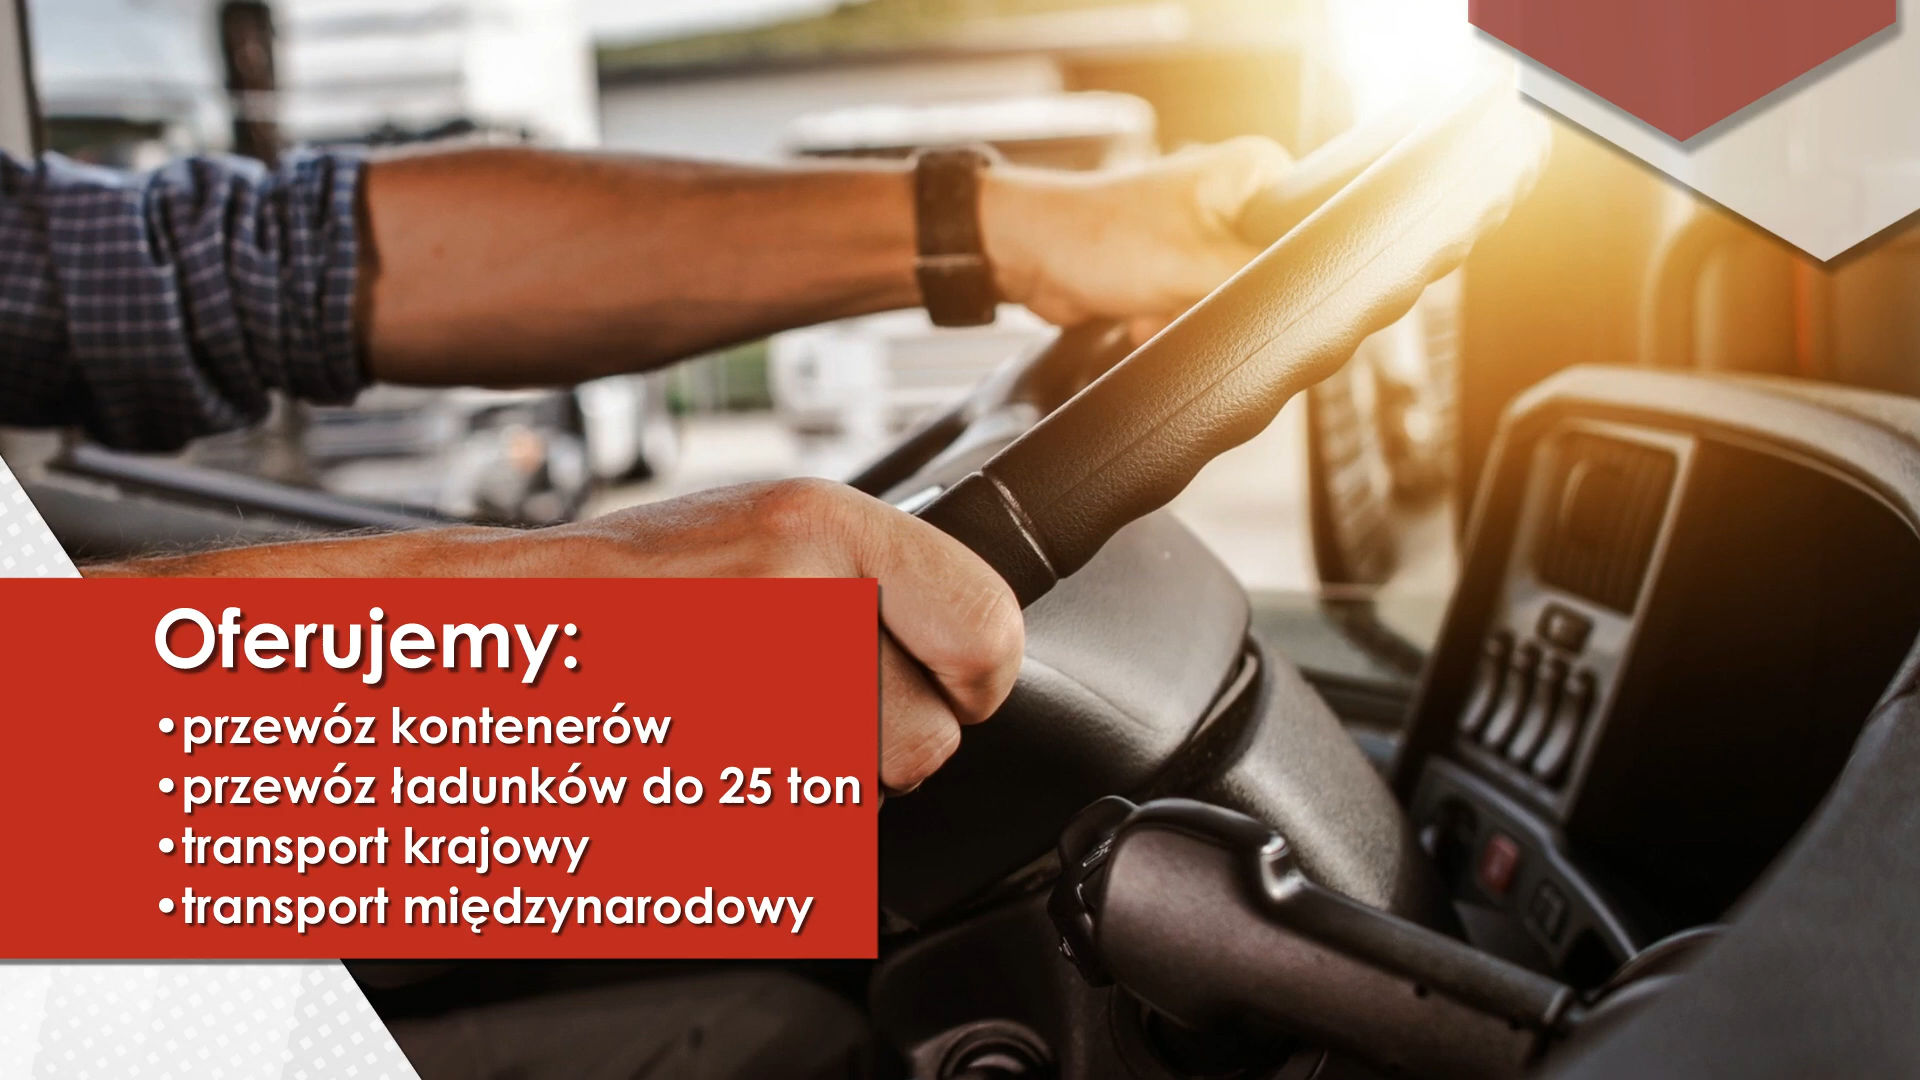 Oferujemy:
•przewóz kontenerów
•przewóz ładunków do 25 ton
•transport krajowy
•transport międzynarodowy